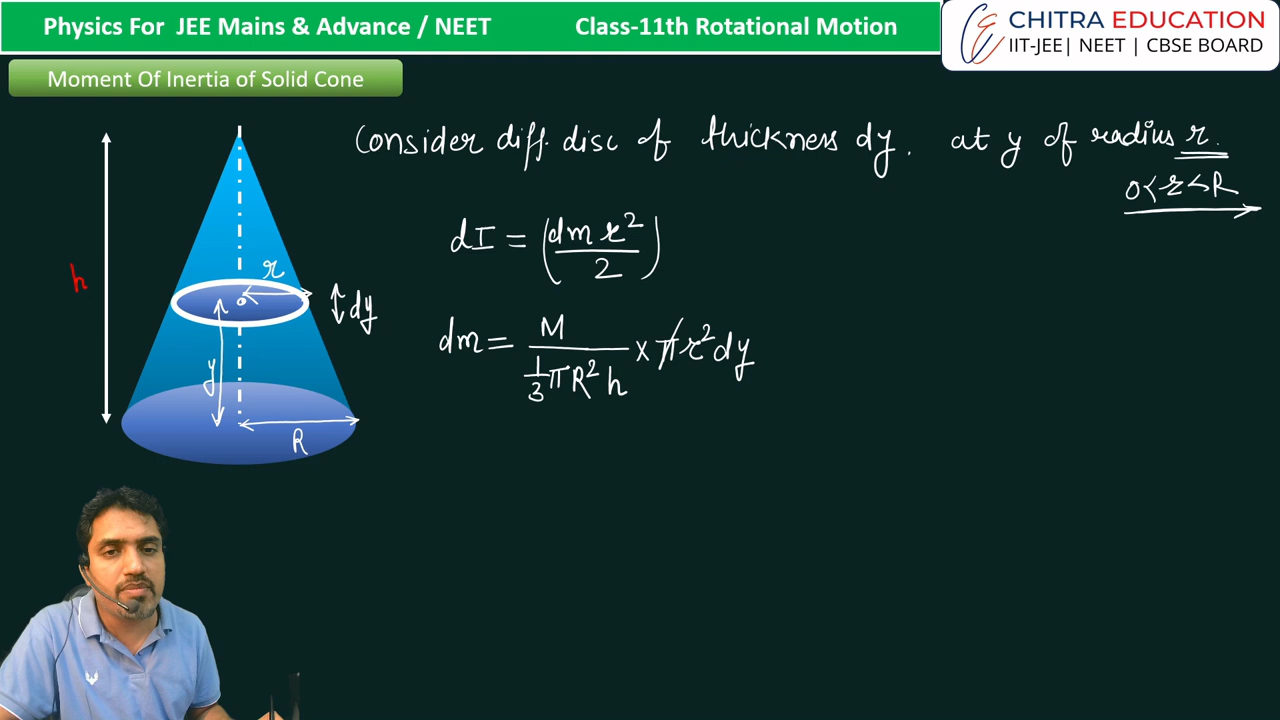 Physics For JEE Mains & Advance / NEET Class-11th Rotational Motion
CHITRA EDUCATION
IIT-JEE| NEET | CBSE BOARD
Moment Of Inertia of Solid Cone
Consider diff. disc of thickness dy. at y of radius r.
0<r<R
dI = (dm r²/2)
dm = M/(1/3 πR²h) × πr² dy
h
r
dy
y
R